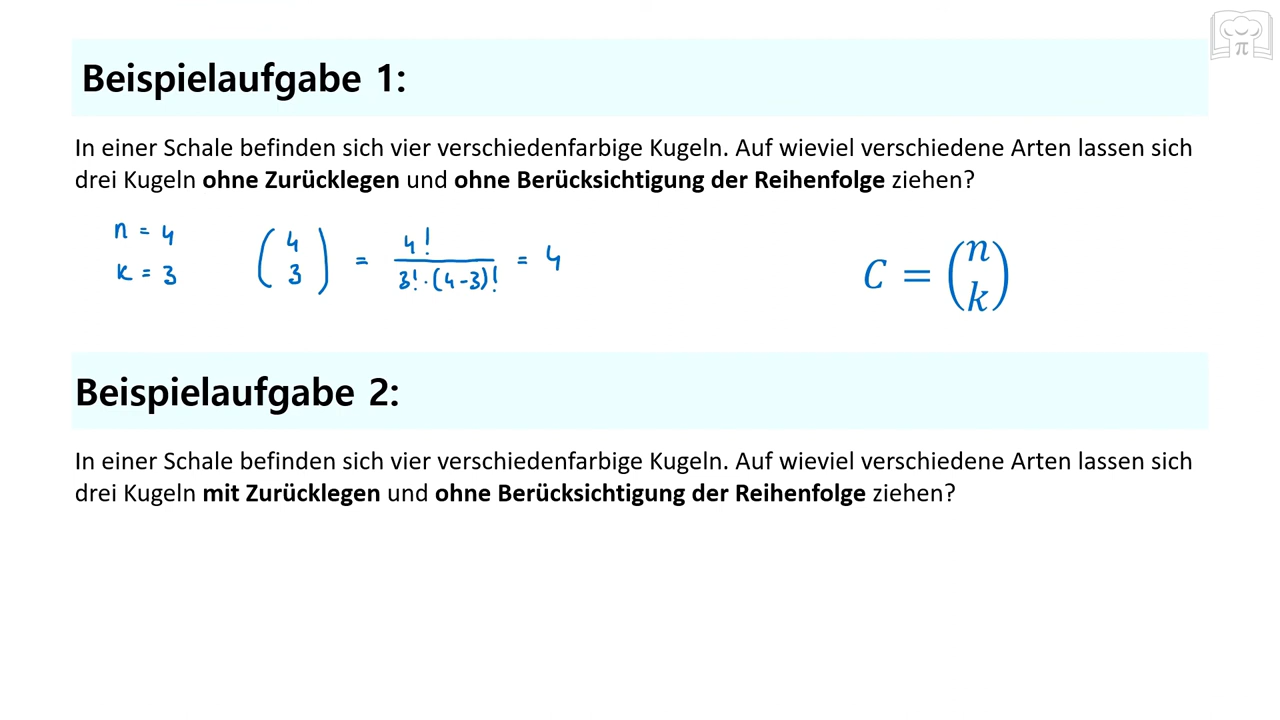 Beispielaufgabe 1:
In einer Schale befinden sich vier verschiedenfarbige Kugeln. Auf wieviel verschiedene Arten lassen sich
drei Kugeln ohne Zurücklegen und ohne Berücksichtigung der Reihenfolge ziehen?
n = 4
k = 3
(4 3) = 4! / 3! · (4-3)! = 4
C = (n k)
Beispielaufgabe 2:
In einer Schale befinden sich vier verschiedenfarbige Kugeln. Auf wieviel verschiedene Arten lassen sich
drei Kugeln mit Zurücklegen und ohne Berücksichtigung der Reihenfolge ziehen?
π